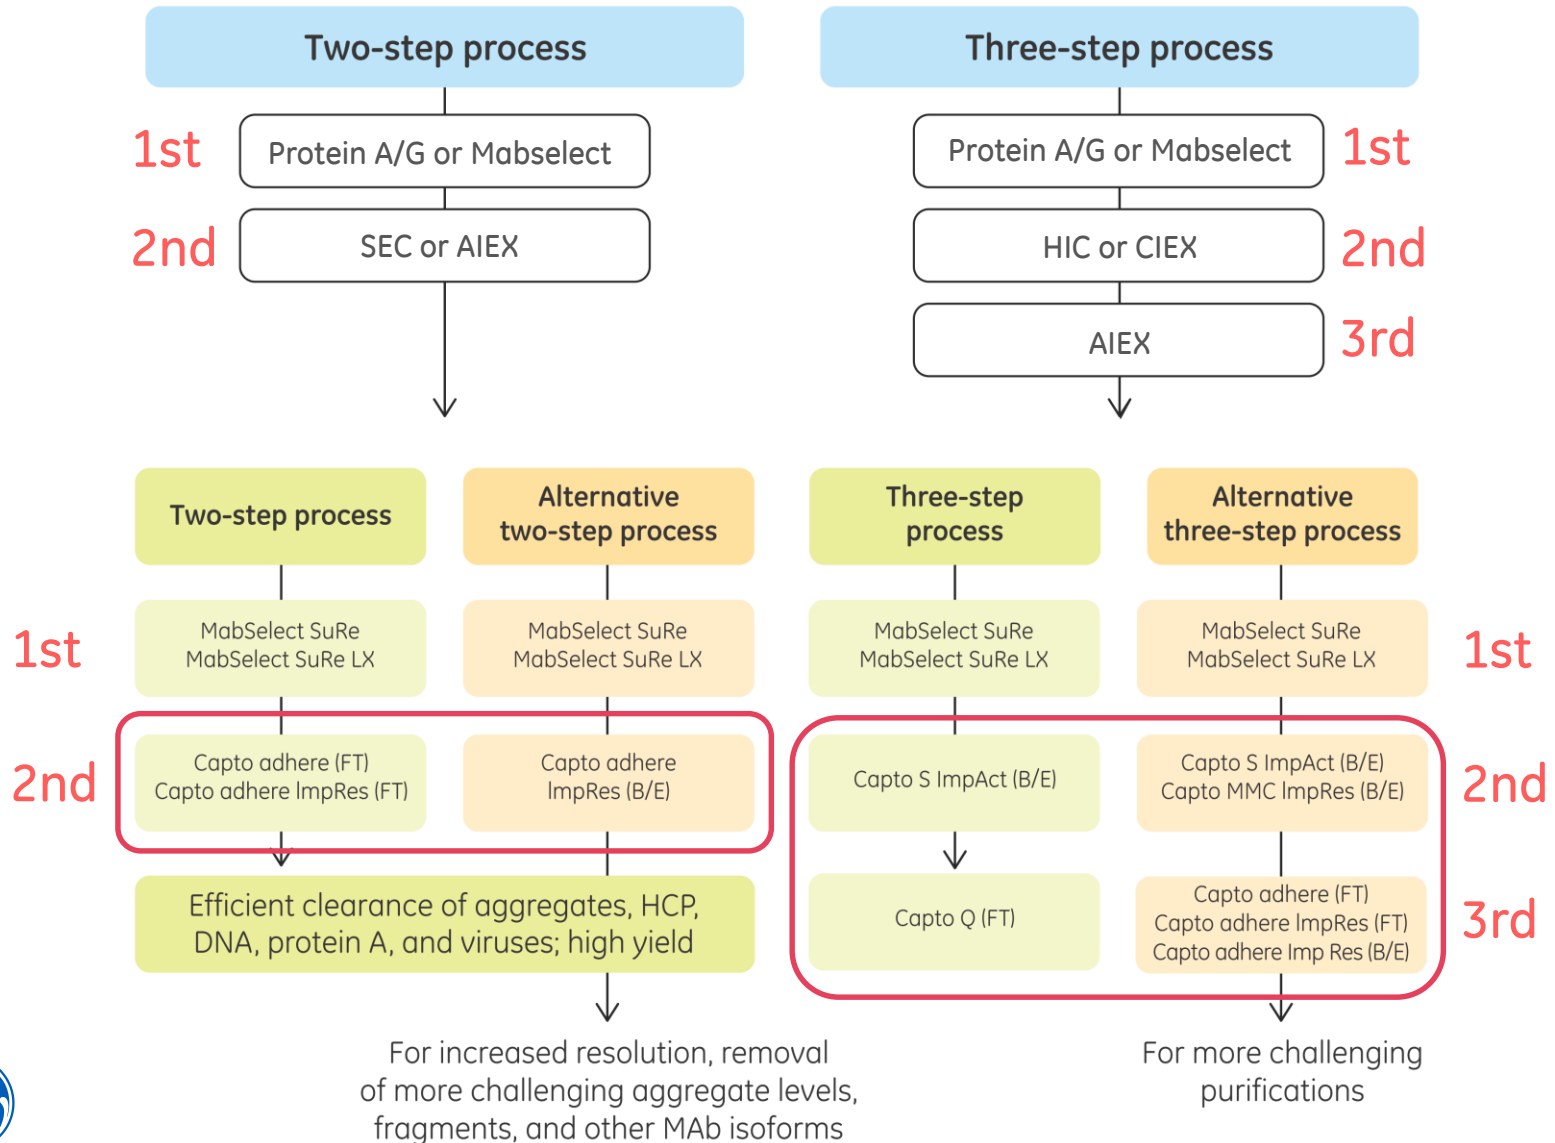 Two-step process
Three-step process
1st
Protein A/G or Mabselect
Protein A/G or Mabselect
1st
2nd
SEC or AIEX
HIC or CIEX
2nd
AIEX
3rd
Two-step process
Alternative
two-step process
Three-step
process
Alternative
three-step process
1st
MabSelect SuRe
MabSelect SuRe LX
MabSelect SuRe
MabSelect SuRe LX
MabSelect SuRe
MabSelect SuRe LX
MabSelect SuRe
MabSelect SuRe LX
1st
2nd
Capto adhere (FT)
Capto adhere ImpRes (FT)
Capto adhere
ImpRes (B/E)
Capto S ImpAct (B/E)
Capto S ImpAct (B/E)
Capto MMC ImpRes (B/E)
2nd
Efficient clearance of aggregates, HCP,
DNA, protein A, and viruses; high yield
Capto Q (FT)
Capto adhere (FT)
Capto adhere ImpRes (FT)
Capto adhere Imp Res (B/E)
3rd
For increased resolution, removal
of more challenging aggregate levels,
fragments, and other MAb isoforms
For more challenging
purifications